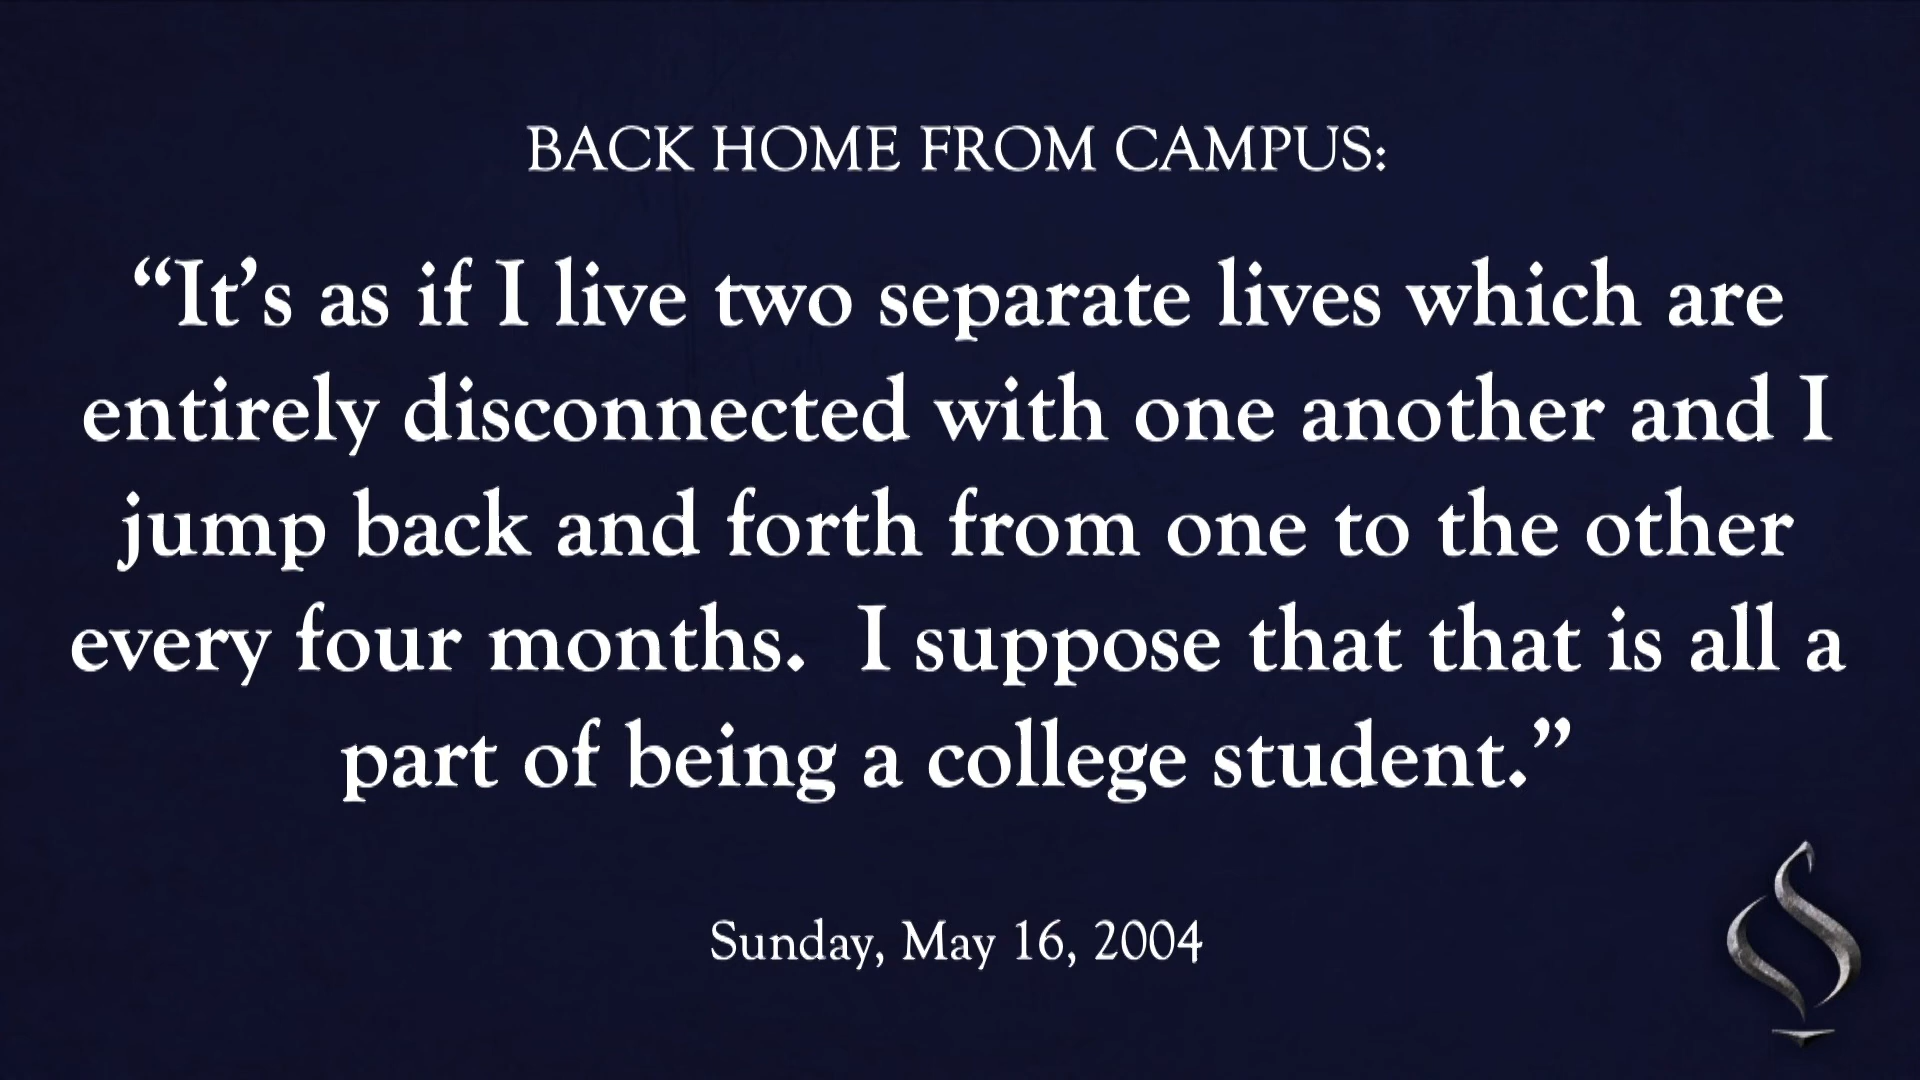 BACK HOME FROM CAMPUS:
“It’s as if I live two separate lives which are
entirely disconnected with one another and I
jump back and forth from one to the other
every four months.  I suppose that that is all a
part of being a college student.”
Sunday, May 16, 2004